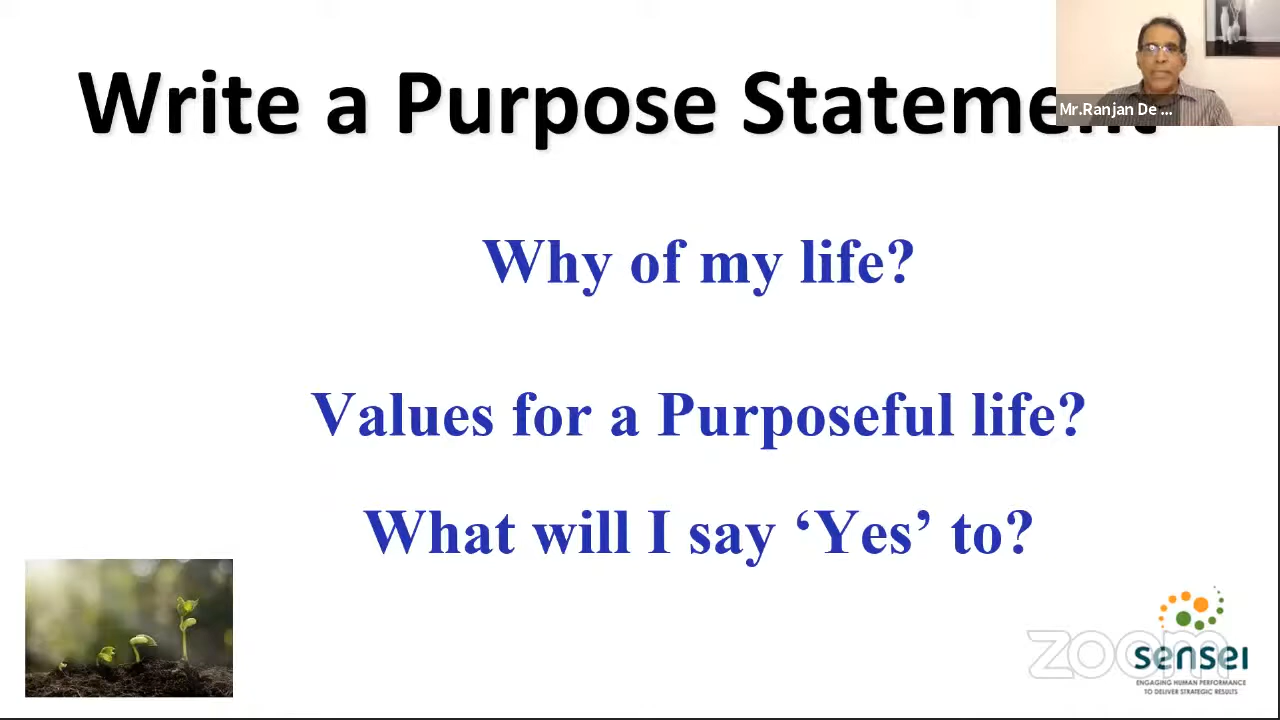 Write a Purpose Statement
Mr.Ranjan De ...
Why of my life?
Values for a Purposeful life?
What will I say ‘Yes’ to?
zoom
sensei
ENGAGING HUMAN PERFORMANCE
TO DELIVER STRATEGIC RESULTS